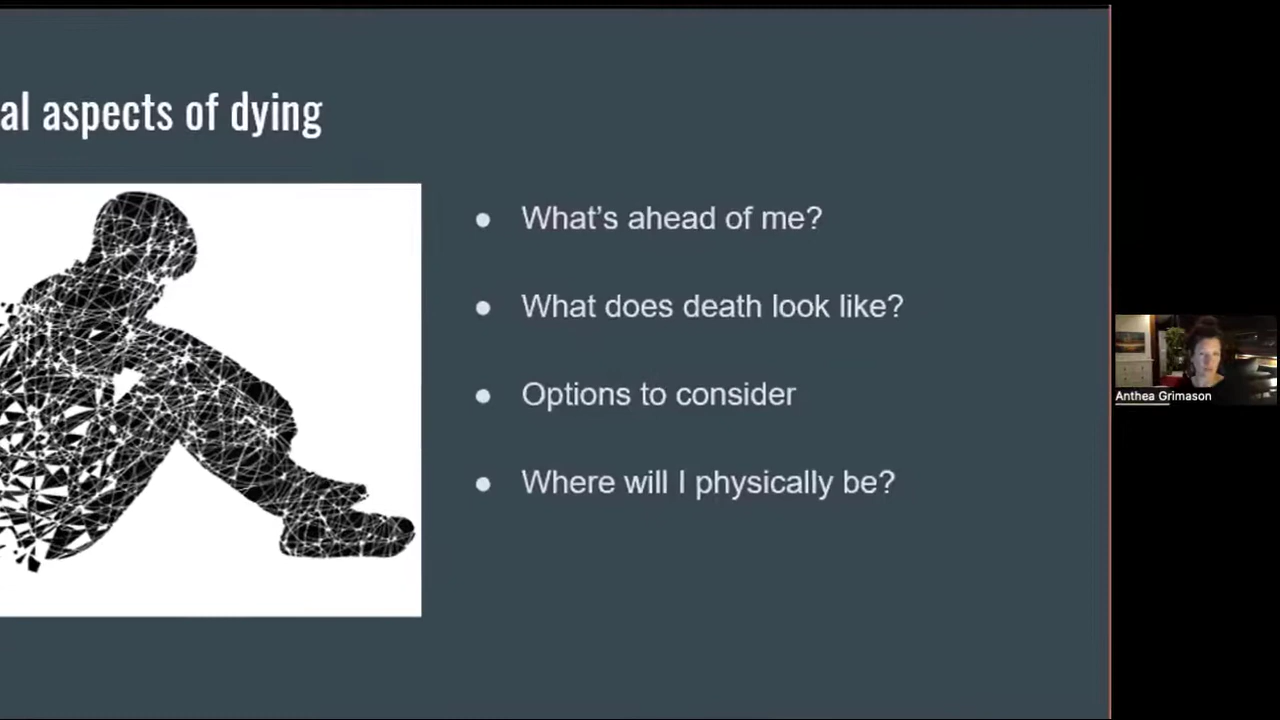 al aspects of dying
● What’s ahead of me?
● What does death look like?
● Options to consider
● Where will I physically be?
Anthea Grimason